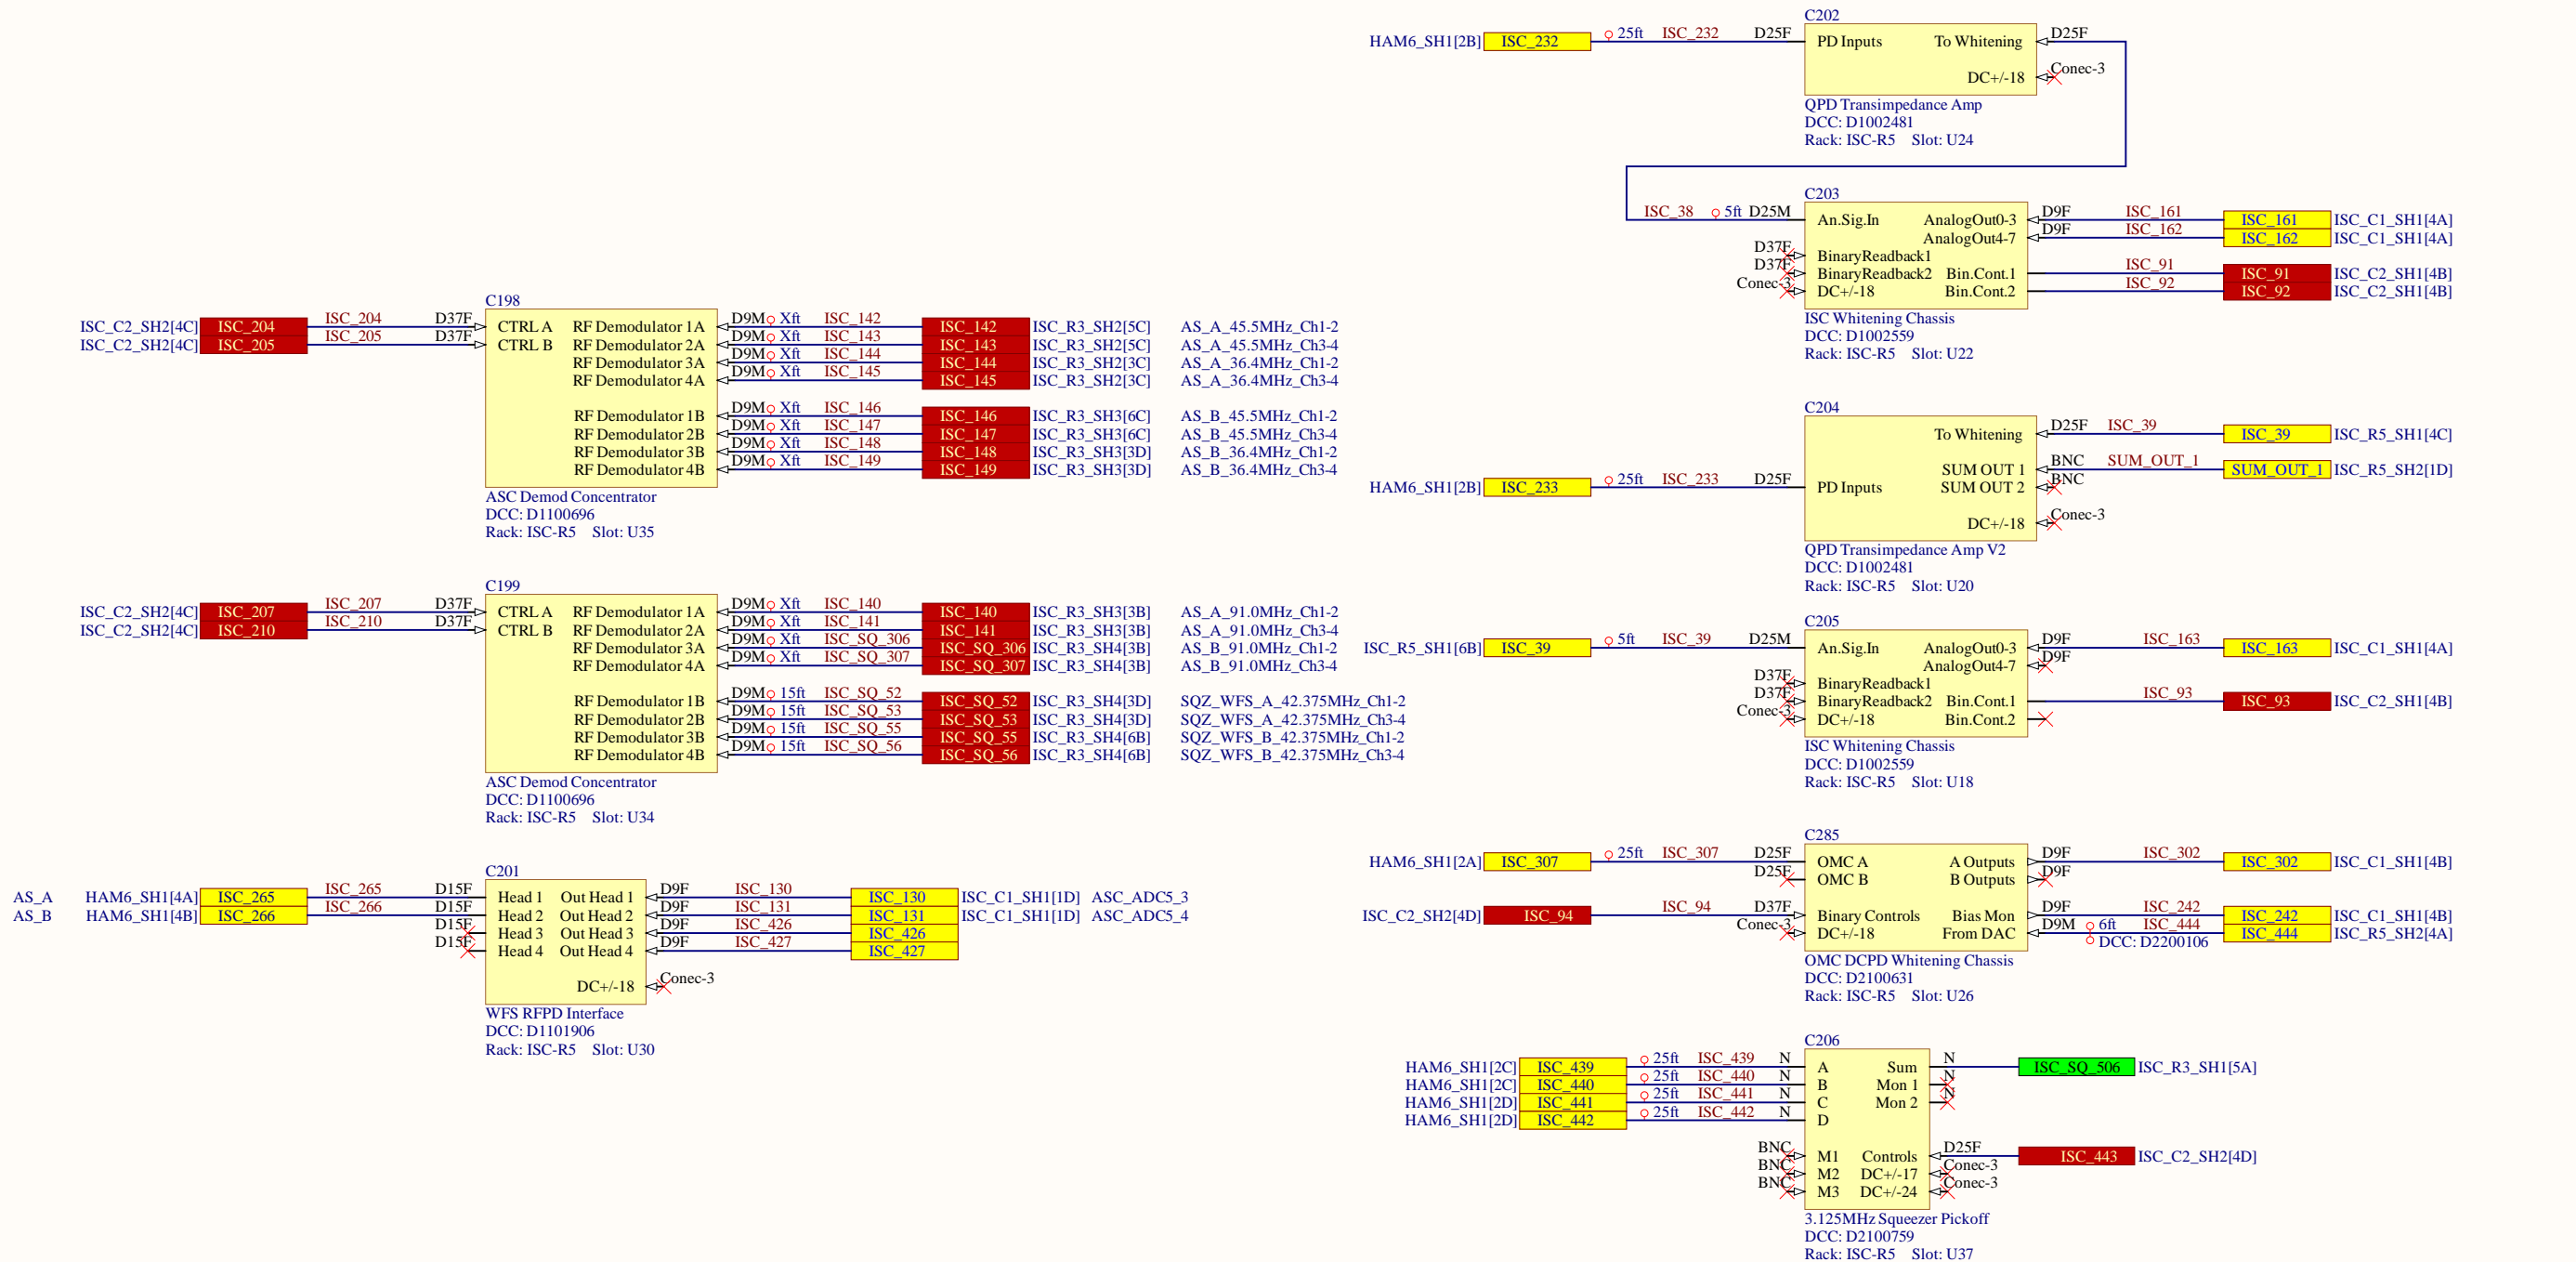 C198
ISC_C2_SH2[4C] ISC_204 ISC_204 D37F CTRL A RF Demodulator 1A D9M Xft ISC_142 ISC_142 ISC_R3_SH2[5C] AS_A_45.5MHz_Ch1-2
ISC_C2_SH2[4C] ISC_205 ISC_205 D37F CTRL B RF Demodulator 2A D9M Xft ISC_143 ISC_143 ISC_R3_SH2[5C] AS_A_45.5MHz_Ch3-4
RF Demodulator 3A D9M Xft ISC_144 ISC_144 ISC_R3_SH2[3C] AS_A_36.4MHz_Ch1-2
RF Demodulator 4A D9M Xft ISC_145 ISC_145 ISC_R3_SH2[3C] AS_A_36.4MHz_Ch3-4
RF Demodulator 1B D9M Xft ISC_146 ISC_146 ISC_R3_SH3[6C] AS_B_45.5MHz_Ch1-2
RF Demodulator 2B D9M Xft ISC_147 ISC_147 ISC_R3_SH3[6C] AS_B_45.5MHz_Ch3-4
RF Demodulator 3B D9M Xft ISC_148 ISC_148 ISC_R3_SH3[3D] AS_B_36.4MHz_Ch1-2
RF Demodulator 4B D9M Xft ISC_149 ISC_149 ISC_R3_SH3[3D] AS_B_36.4MHz_Ch3-4
ASC Demod Concentrator
DCC: D1100696
Rack: ISC-R5 Slot: U35
C199
ISC_C2_SH2[4C] ISC_207 ISC_207 D37F CTRL A RF Demodulator 1A D9M Xft ISC_140 ISC_140 ISC_R3_SH3[3B] AS_A_91.0MHz_Ch1-2
ISC_C2_SH2[4C] ISC_210 ISC_210 D37F CTRL B RF Demodulator 2A D9M Xft ISC_141 ISC_141 ISC_R3_SH3[3B] AS_A_91.0MHz_Ch3-4
RF Demodulator 3A D9M Xft ISC_SQ_306 ISC_SQ_306 ISC_R3_SH4[3B] AS_B_91.0MHz_Ch1-2
RF Demodulator 4A D9M Xft ISC_SQ_307 ISC_SQ_307 ISC_R3_SH4[3B] AS_B_91.0MHz_Ch3-4
RF Demodulator 1B D9M 15ft ISC_SQ_52 ISC_SQ_52 ISC_R3_SH4[3D] SQZ_WFS_A_42.375MHz_Ch1-2
RF Demodulator 2B D9M 15ft ISC_SQ_53 ISC_SQ_53 ISC_R3_SH4[3D] SQZ_WFS_A_42.375MHz_Ch3-4
RF Demodulator 3B D9M 15ft ISC_SQ_55 ISC_SQ_55 ISC_R3_SH4[6B] SQZ_WFS_B_42.375MHz_Ch1-2
RF Demodulator 4B D9M 15ft ISC_SQ_56 ISC_SQ_56 ISC_R3_SH4[6B] SQZ_WFS_B_42.375MHz_Ch3-4
ASC Demod Concentrator
DCC: D1100696
Rack: ISC-R5 Slot: U34
C201
AS_A HAM6_SH1[4A] ISC_265 ISC_265 D15F Head 1 Out Head 1 D9F ISC_130 ISC_130 ISC_C1_SH1[1D] ASC_ADC5_3
AS_B HAM6_SH1[4B] ISC_266 ISC_266 D15F Head 2 Out Head 2 D9F ISC_131 ISC_131 ISC_C1_SH1[1D] ASC_ADC5_4
D15F Head 3 Out Head 3 D9F ISC_426 ISC_426
D15F Head 4 Out Head 4 D9F ISC_427 ISC_427
DC+/-18 Conec-3
WFS RFPD Interface
DCC: D1101906
Rack: ISC-R5 Slot: U30
C202
HAM6_SH1[2B] ISC_232 25ft ISC_232 D25F PD Inputs To Whitening D25F
DC+/-18 Conec-3
QPD Transimpedance Amp
DCC: D1002481
Rack: ISC-R5 Slot: U24
C203
ISC_38 5ft D25M An.Sig.In AnalogOut0-3 D9F ISC_161 ISC_161 ISC_C1_SH1[4A]
AnalogOut4-7 D9F ISC_162 ISC_162 ISC_C1_SH1[4A]
D37F BinaryReadback1
D37F BinaryReadback2 Bin.Cont.1 ISC_91 ISC_91 ISC_C2_SH1[4B]
Conec-3 DC+/-18 Bin.Cont.2 ISC_92 ISC_92 ISC_C2_SH1[4B]
ISC Whitening Chassis
DCC: D1002559
Rack: ISC-R5 Slot: U22
C204
To Whitening D25F ISC_39 ISC_39 ISC_R5_SH1[4C]
SUM OUT 1 BNC SUM_OUT_1 SUM_OUT_1 ISC_R5_SH2[1D]
HAM6_SH1[2B] ISC_233 25ft ISC_233 D25F PD Inputs SUM OUT 2 BNC
DC+/-18 Conec-3
QPD Transimpedance Amp V2
DCC: D1002481
Rack: ISC-R5 Slot: U20
C205
ISC_R5_SH1[6B] ISC_39 5ft ISC_39 D25M An.Sig.In AnalogOut0-3 D9F ISC_163 ISC_163 ISC_C1_SH1[4A]
AnalogOut4-7 D9F
D37F BinaryReadback1
D37F BinaryReadback2 Bin.Cont.1 ISC_93 ISC_93 ISC_C2_SH1[4B]
Conec-3 DC+/-18 Bin.Cont.2
ISC Whitening Chassis
DCC: D1002559
Rack: ISC-R5 Slot: U18
C285
HAM6_SH1[2A] ISC_307 25ft ISC_307 D25F OMC A A Outputs D9F ISC_302 ISC_302 ISC_C1_SH1[4B]
D25F OMC B B Outputs D9F
ISC_C2_SH2[4D] ISC_94 ISC_94 D37F Binary Controls Bias Mon D9F ISC_242 ISC_242 ISC_C1_SH1[4B]
Conec-3 DC+/-18 From DAC D9M 6ft ISC_444 ISC_444 ISC_R5_SH2[4A]
DCC: D2200106
OMC DCPD Whitening Chassis
DCC: D2100631
Rack: ISC-R5 Slot: U26
C206
HAM6_SH1[2C] ISC_439 25ft ISC_439 N A Sum N ISC_SQ_506 ISC_R3_SH1[5A]
HAM6_SH1[2C] ISC_440 25ft ISC_440 N B Mon 1 N
HAM6_SH1[2D] ISC_441 25ft ISC_441 N C Mon 2 N
HAM6_SH1[2D] ISC_442 25ft ISC_442 N D
BNC M1 Controls D25F ISC_443 ISC_C2_SH2[4D]
BNC M2 DC+/-17 Conec-3
BNC M3 DC+/-24 Conec-3
3.125MHz Squeezer Pickoff
DCC: D2100759
Rack: ISC-R5 Slot: U37